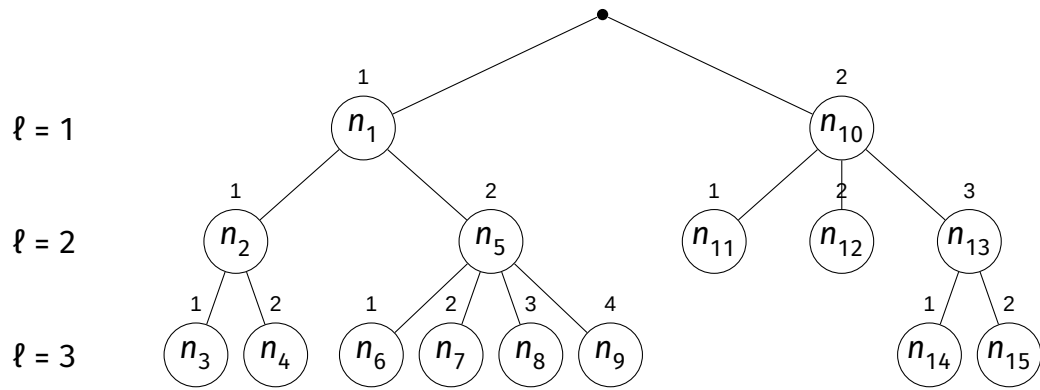 1 2
ℓ = 1 n₁ n₁₀
1 2 1 2 3
ℓ = 2 n₂ n₅ n₁₁ n₁₂ n₁₃
1 2 1 2 3 4 1 2
ℓ = 3 n₃ n₄ n₆ n₇ n₈ n₉ n₁₄ n₁₅